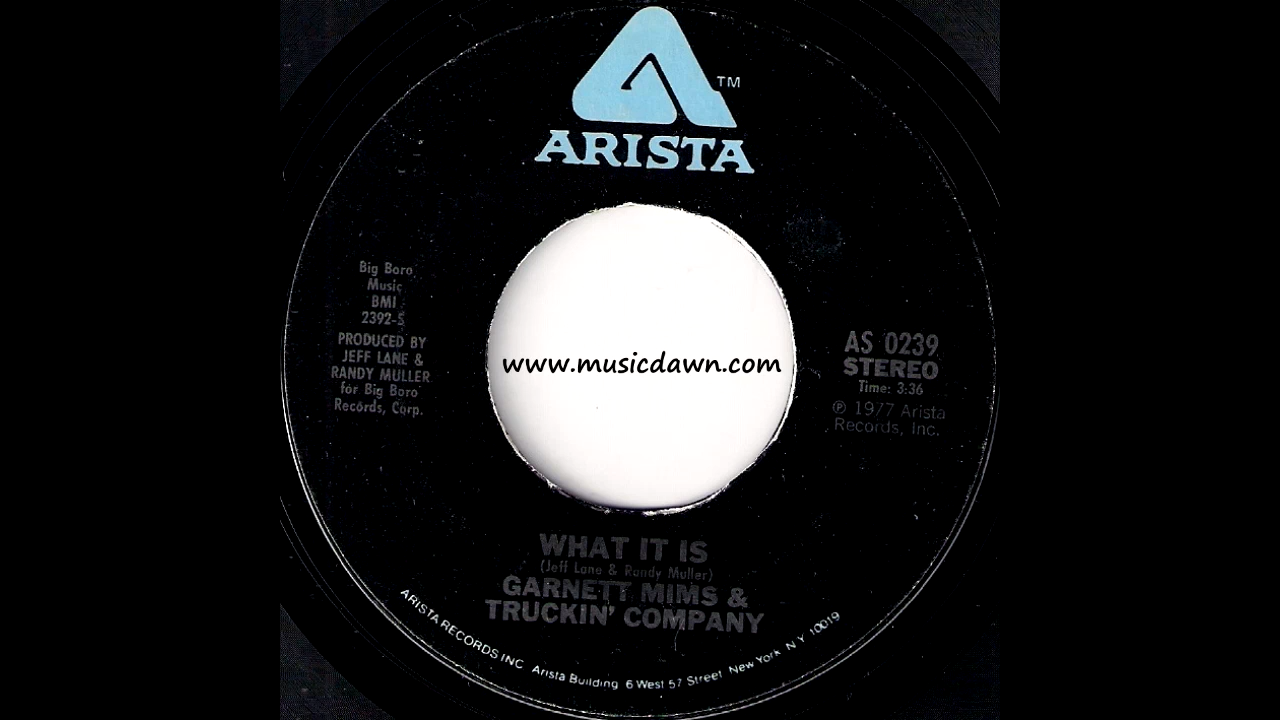 TM
ARISTA
Big Boro
Music
BMI
2392-S
PRODUCED BY
JEFF LANE &
RANDY MULLER
for Big Boro
Records, Corp.
www.musicdawn.com
AS 0239
STEREO
Time: 3:36
℗ 1977 Arista
Records, Inc.
WHAT IT IS
(Jeff Lane & Randy Muller)
GARNETT MIMS &
TRUCKIN' COMPANY
ARISTA RECORDS INC Arista Building 6 West 57 Street New York N Y 10019